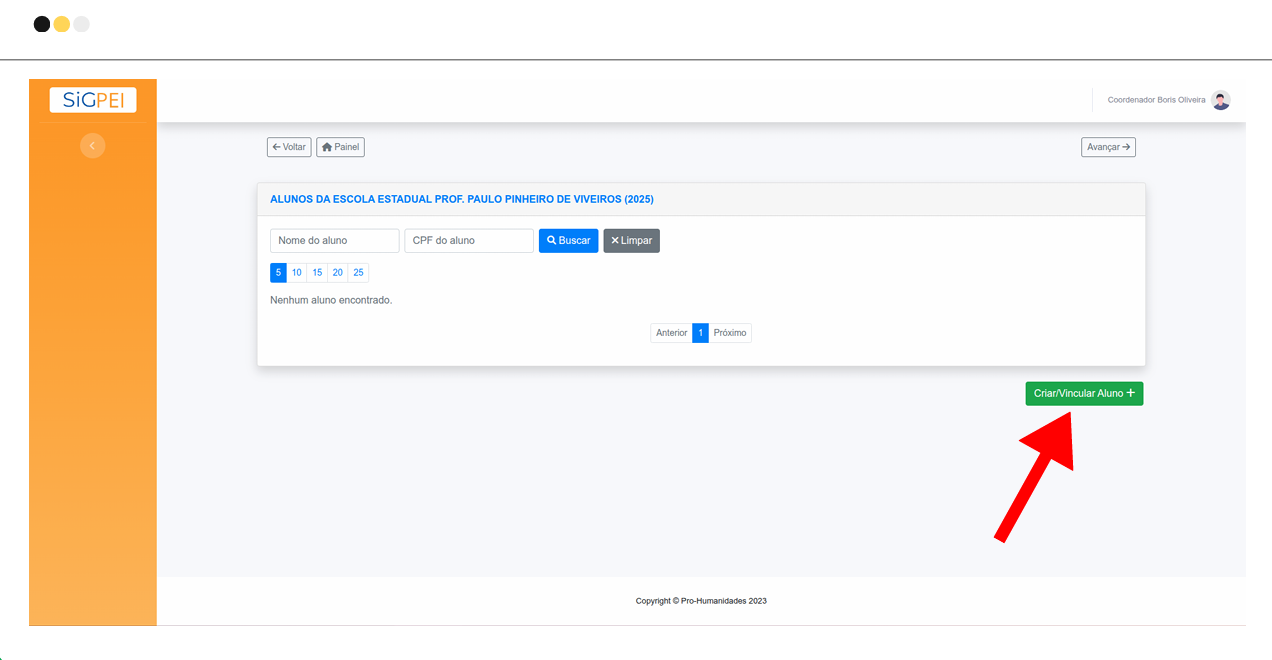 SiGPEI
Coordenador Boris Oliveira
Voltar
Painel
Avançar
ALUNOS DA ESCOLA ESTADUAL PROF. PAULO PINHEIRO DE VIVEIROS (2025)
Nome do aluno
CPF do aluno
Buscar
Limpar
5 10 15 20 25
Nenhum aluno encontrado.
Anterior 1 Próximo
Criar/Vincular Aluno +
Copyright © Pro-Humanidades 2023